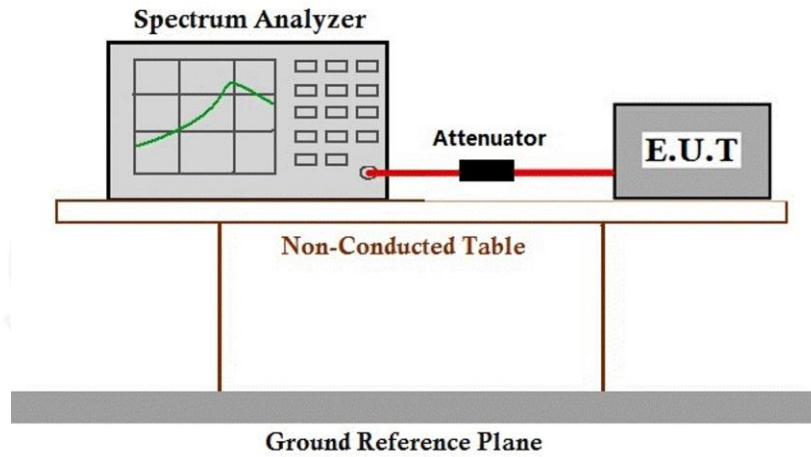 Spectrum Analyzer
Attenuator
E.U.T
Non-Conducted Table
Ground Reference Plane